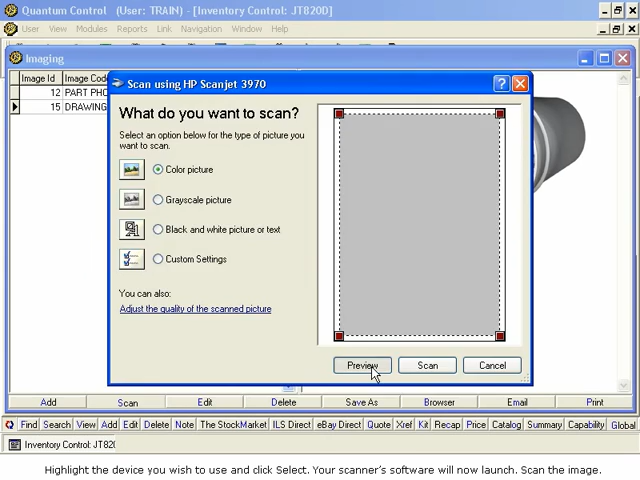 Quantum Control (User: TRAIN) - [Inventory Control: JT820D]
User View Modules Reports Link Navigation Window Help
Imaging
Image Id Image Code
12 PART PHO
15 DRAWING
Scan using HP Scanjet 3970
What do you want to scan?
Select an option below for the type of picture you
want to scan.
Color picture
Grayscale picture
Black and white picture or text
Custom Settings
You can also:
Adjust the quality of the scanned picture
Preview Scan Cancel
Add Scan Edit Delete Save As Browser Email Print
Find Search View Add Edit Delete Note The StockMarket ILS Direct eBay Direct Quote Xref Kit Recap Price Catalog Summary Capability Global
Inventory Control: JT820
Highlight the device you wish to use and click Select. Your scanner's software will now launch. Scan the image.